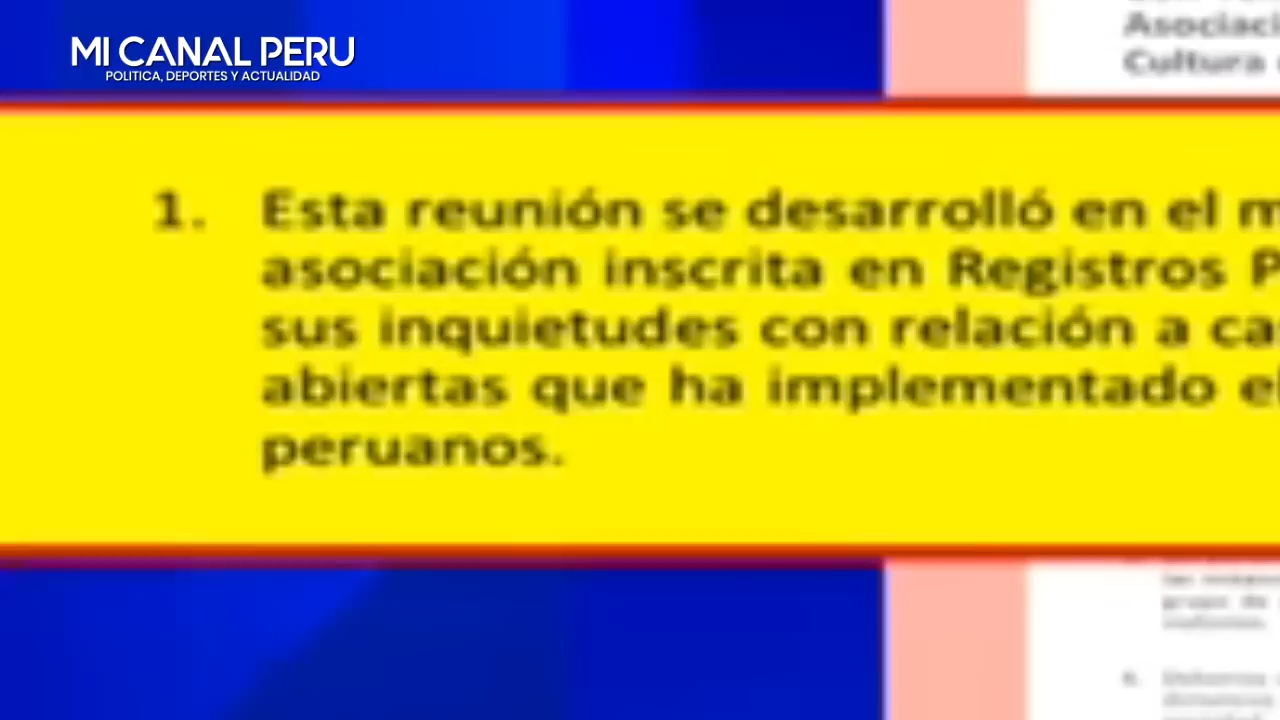 MI CANAL PERU
POLITICA, DEPORTES Y ACTUALIDAD
Cultura
1. Esta reunión se desarrolló en el
asociación inscrita en Registros
sus inquietudes con relación a
abiertas que ha implementado
peruanos.